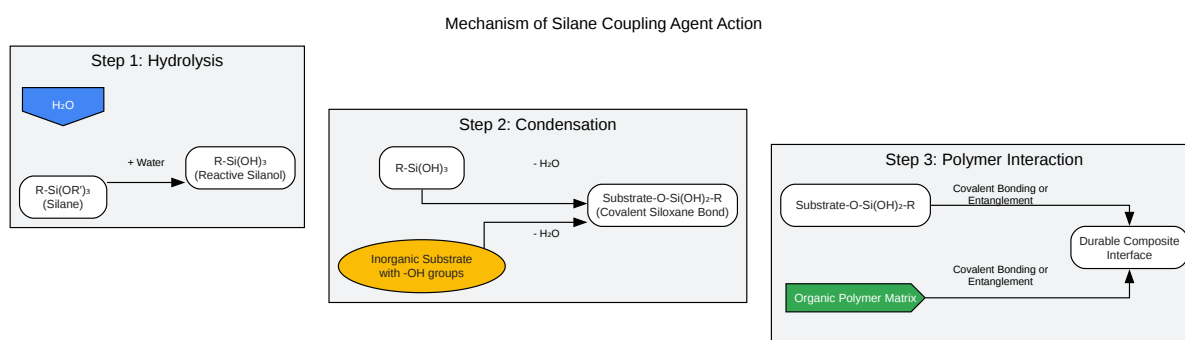 Mechanism of Silane Coupling Agent Action
Step 1: Hydrolysis
H₂O
+ Water
R-Si(OR')₃
(Silane)
R-Si(OH)₃
(Reactive Silanol)
Step 2: Condensation
R-Si(OH)₃
- H₂O
Substrate-O-Si(OH)₂-R
(Covalent Siloxane Bond)
- H₂O
Inorganic Substrate
with -OH groups
Step 3: Polymer Interaction
Substrate-O-Si(OH)₂-R
Covalent Bonding or
Entanglement
Durable Composite
Interface
Covalent Bonding or
Entanglement
Organic Polymer Matrix